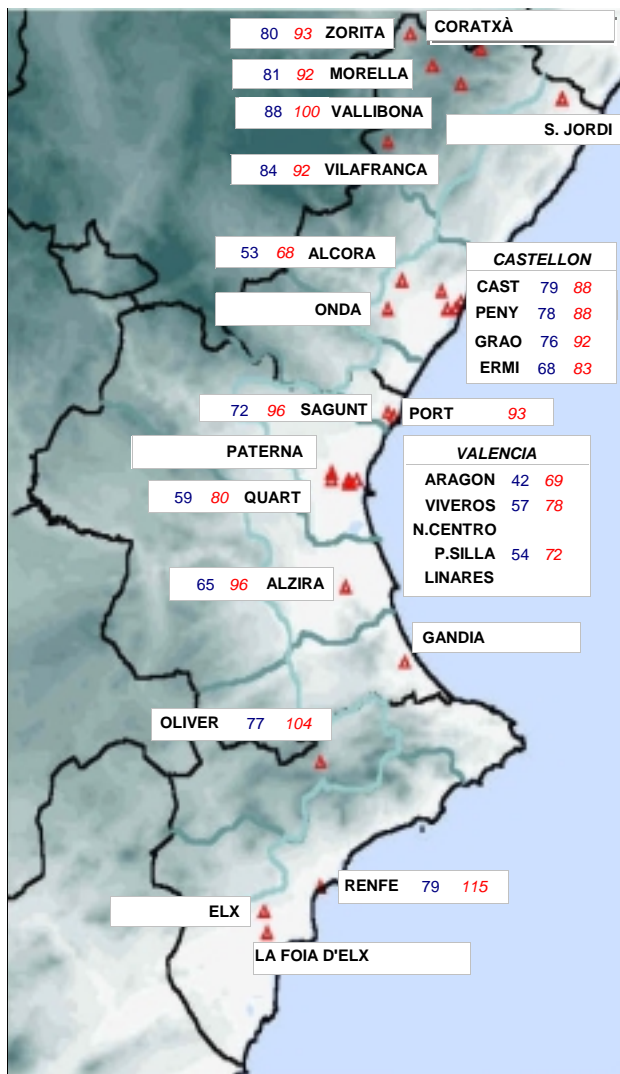 80 93 ZORITA
CORATXÀ
81 92 MORELLA
88 100 VALLIBONA
S. JORDI
84 92 VILAFRANCA
53 68 ALCORA
ONDA
CASTELLON
CAST 79 88
PENY 78 88
GRAO 76 92
ERMI 68 83
72 96 SAGUNT
PORT 93
PATERNA
59 80 QUART
VALENCIA
ARAGON 42 69
VIVEROS 57 78
N.CENTRO
P.SILLA 54 72
LINARES
65 96 ALZIRA
GANDIA
OLIVER 77 104
RENFE 79 115
ELX
LA FOIA D'ELX